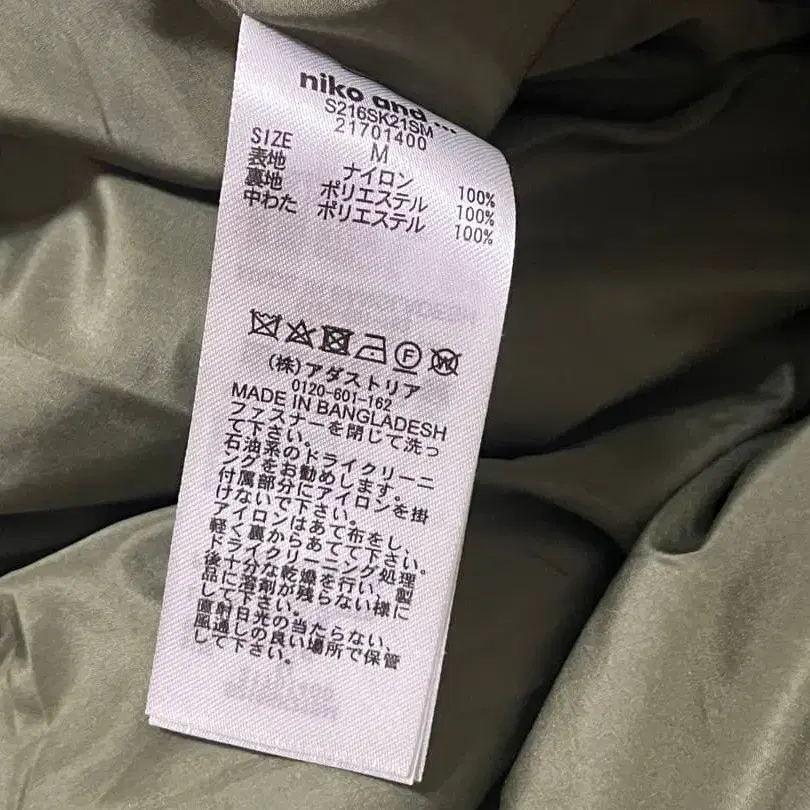 niko and ...
S216SK21SM
21701400
SIZE M
表地 ナイロン 100%
裏地 ポリエステル 100%
中わた ポリエステル 100%
F W
(株)アダストリア
0120-601-162
MADE IN BANGLADESH
ファスナーを閉じて洗っ
て下さい。
石油系のドライクリーニ
ングをお勧めします。
付属部分にアイロンを掛
けないで下さい。
アイロンはあて布をし、
軽く裏からあてて下さい。
ドライクリーニング処理
後十分な乾燥を行い、製
品に溶剤が残らない様に
して下さい。
直射日光の当たらない、
風通しの良い場所で保管
して下さい。